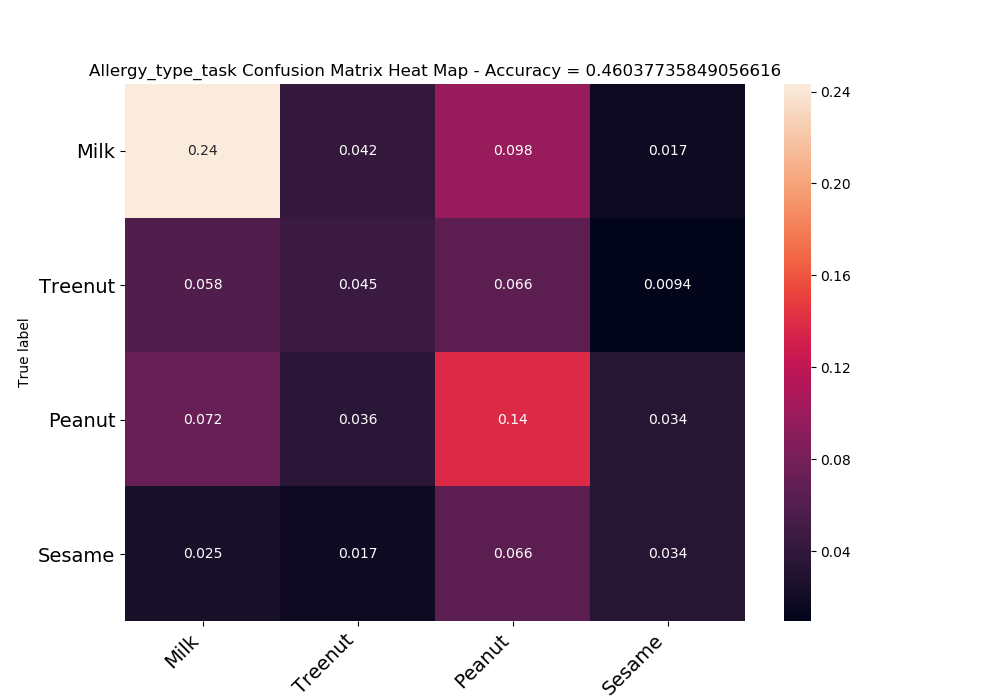 Allergy_type_task Confusion Matrix Heat Map - Accuracy = 0.46037735849056616
True label
Milk 0.24 0.042 0.098 0.017
Treenut 0.058 0.045 0.066 0.0094
Peanut 0.072 0.036 0.14 0.034
Sesame 0.025 0.017 0.066 0.034
Milk Treenut Peanut Sesame
0.24
0.20
0.16
0.12
0.08
0.04